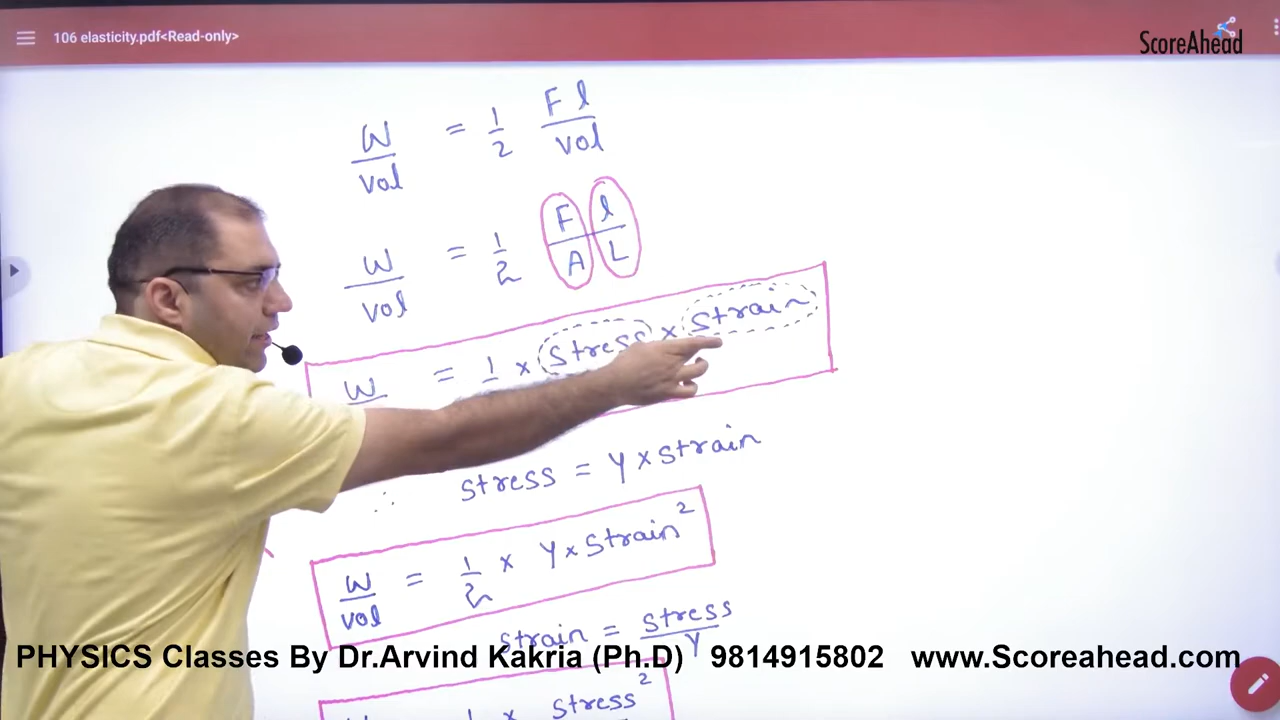 106 elasticity.pdf<Read-only>
ScoreAhead
W/vol = 1/2 F l/vol
W/vol = 1/2 F/A l/L
W = 1 × Stress × Strain
∴ Stress = Y × Strain
W/vol = 1/2 × Y × Strain²
Strain = Stress/Y
PHYSICS Classes By Dr.Arvind Kakria (Ph.D) 9814915802 www.Scoreahead.com
Stress²